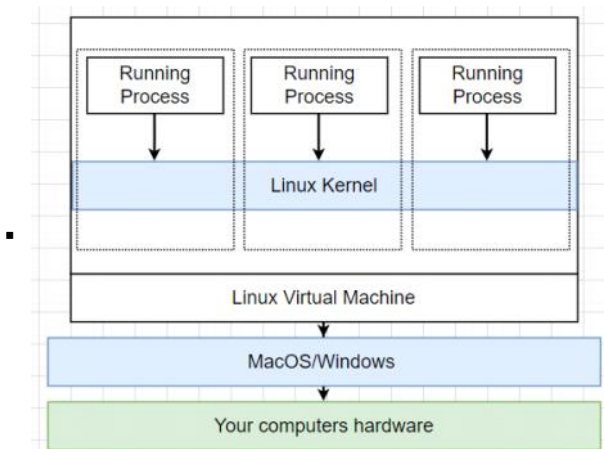 Running
Process
Running
Process
Running
Process
Linux Kernel
Linux Virtual Machine
MacOS/Windows
Your computers hardware